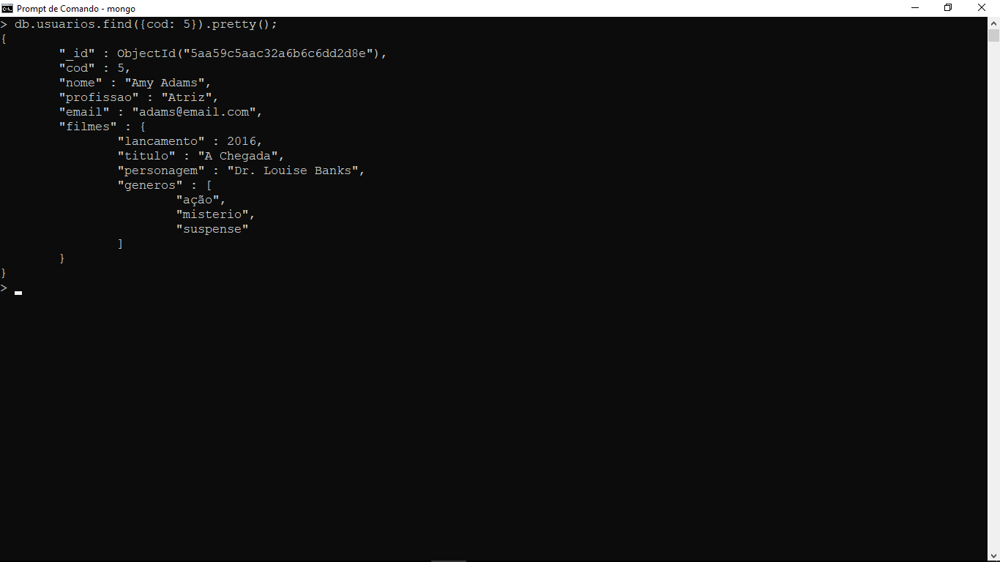 Prompt de Comando - mongo
> db.usuarios.find({cod: 5}).pretty();
{
"_id" : ObjectId("5aa59c5aac32a6b6c6dd2d8e"),
"cod" : 5,
"nome" : "Amy Adams",
"profissao" : "Atriz",
"email" : "adams@email.com",
"filmes" : {
"lancamento" : 2016,
"titulo" : "A Chegada",
"personagem" : "Dr. Louise Banks",
"generos" : [
"ação",
"misterio",
"suspense"
]
}
}
>